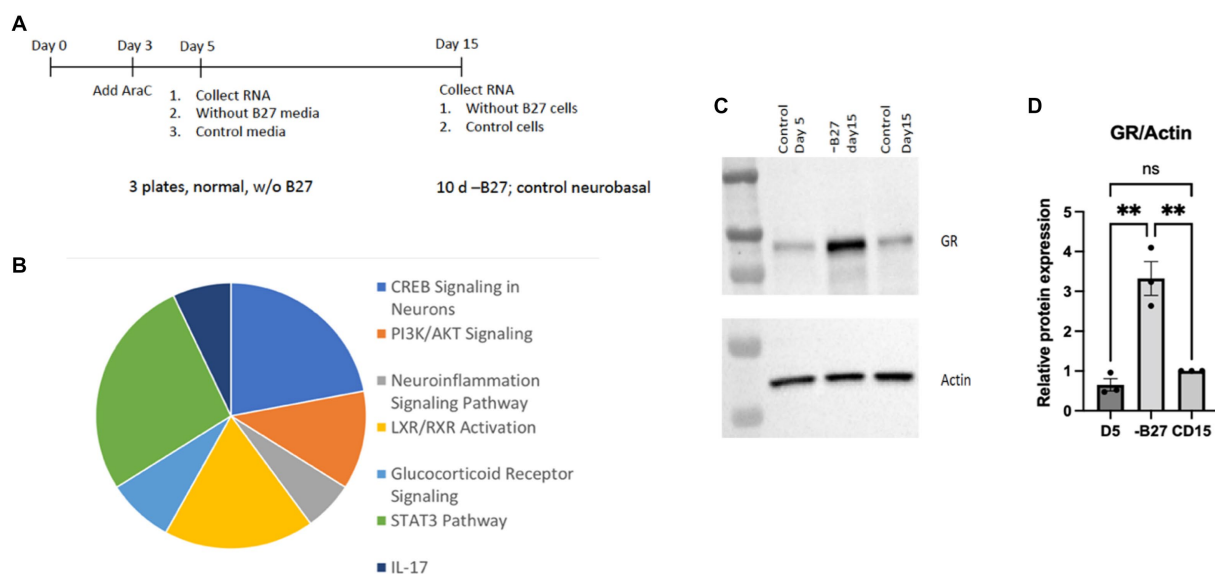 A
Day 0
Day 3
Day 5
Day 15
Add AraC
1. Collect RNA
2. Without B27 media
3. Control media
Collect RNA
1. Without B27 cells
2. Control cells
3 plates, normal, w/o B27
10 d –B27; control neurobasal
B
CREB Signaling in
Neurons
PI3K/AKT Signaling
Neuroinflammation
Signaling Pathway
LXR/RXR Activation
Glucocorticoid Receptor
Signaling
STAT3 Pathway
IL-17
C
Control
Day 5
-B27
day15
Control
Day15
GR
Actin
D
GR/Actin
ns
**
**
Relative protein expression
5
4
3
2
1
0
D5
-B27
CD15